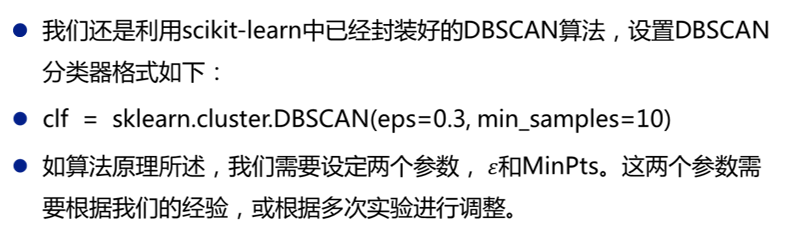 ● 我们还是利用scikit-learn中已经封装好的DBSCAN算法，设置DBSCAN
分类器格式如下：
● clf = sklearn.cluster.DBSCAN(eps=0.3, min_samples=10)
● 如算法原理所述，我们需要设定两个参数， 𝜀和MinPts。这两个参数需
要根据我们的经验，或根据多次实验进行调整。